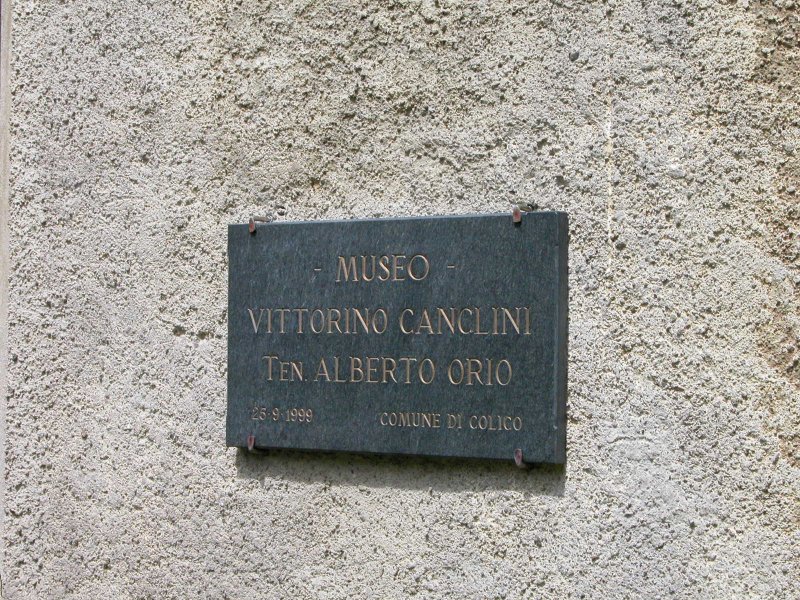 - MUSEO -
VITTORINO CANCLINI
TEN. ALBERTO ORIO
25·9·1999 COMUNE DI COLICO